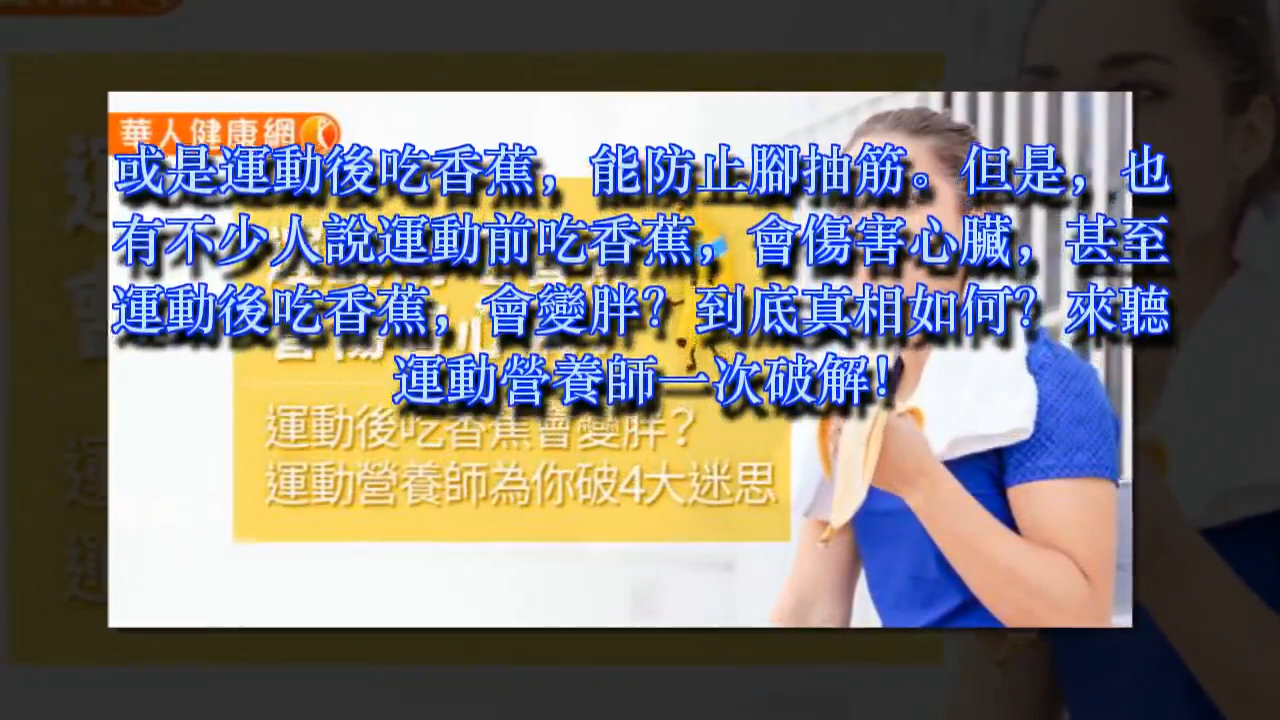 華人健康網
或是運動後吃香蕉，能防止腳抽筋。但是，也
有不少人說運動前吃香蕉，會傷害心臟，甚至
運動後吃香蕉，會變胖？到底真相如何？來聽
運動營養師一次破解！
運動後吃香蕉會變胖？
運動營養師為你破4大迷思